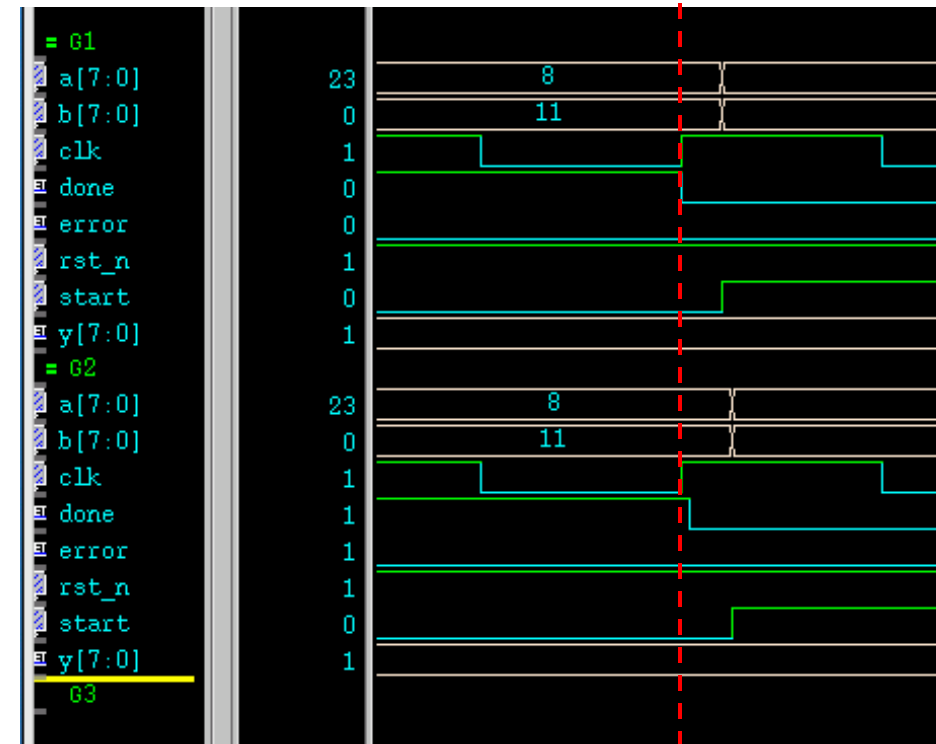 = G1
a[7:0] 23 8
b[7:0] 0 11
clk 1
done 0
error 0
rst_n 1
start 0
y[7:0] 1
= G2
a[7:0] 23 8
b[7:0] 0 11
clk 1
done 1
error 1
rst_n 1
start 0
y[7:0] 1
G3